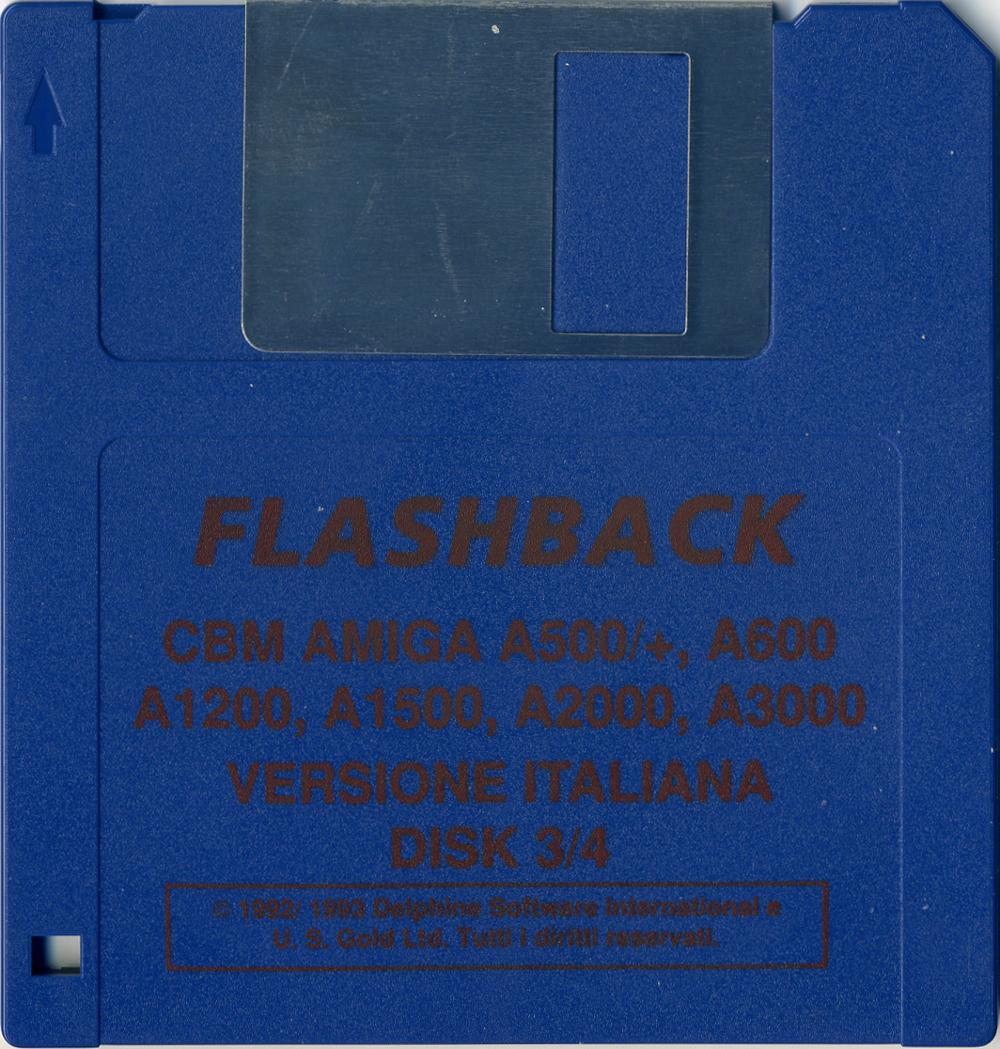 FLASHBACK
CBM AMIGA A500/+, A600
A1200, A1500, A2000, A3000
VERSIONE ITALIANA
DISK 3/4
© 1992/ 1993 Delphine Software International e
U. S. Gold Ltd. Tutti i diritti reservati.